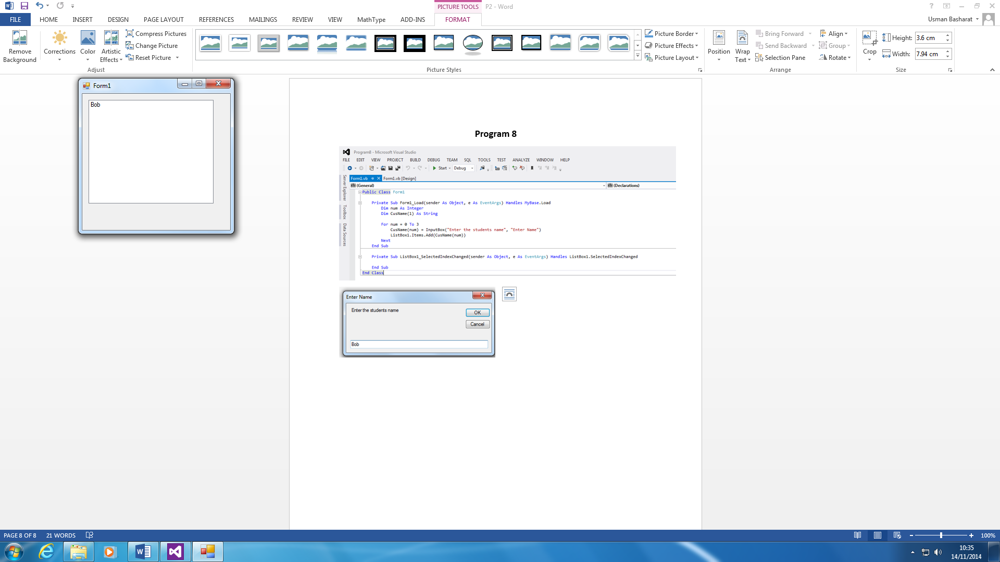 PICTURE TOOLS P2 - Word
FILE HOME INSERT DESIGN PAGE LAYOUT REFERENCES MAILINGS REVIEW VIEW MathType ADD-INS FORMAT Usman Basharat
Remove Background
Corrections
Color
Artistic Effects
Compress Pictures
Change Picture
Reset Picture
Adjust
Picture Styles
Picture Border
Picture Effects
Picture Layout
Position
Wrap Text
Bring Forward
Send Backward
Selection Pane
Align
Group
Rotate
Arrange
Crop
Height: 3.6 cm
Width: 7.94 cm
Size
Form1
Bob
Program 8
Program8 - Microsoft Visual Studio
FILE EDIT VIEW PROJECT BUILD DEBUG TEAM SQL TOOLS TEST ANALYZE WINDOW HELP
Start Debug
Form1.vb Form1.vb [Design]
(General) (Declarations)
Server Explorer
Toolbox
Data Sources
Public Class Form1
Private Sub Form1_Load(sender As Object, e As EventArgs) Handles MyBase.Load
Dim num As Integer
Dim CusName(1) As String
For num = 0 To 3
CusName(num) = InputBox("Enter the students name", "Enter Name")
ListBox1.Items.Add(CusName(num))
Next
End Sub
Private Sub ListBox1_SelectedIndexChanged(sender As Object, e As EventArgs) Handles ListBox1.SelectedIndexChanged
End Sub
End Class
Enter Name
Enter the students name
OK
Cancel
Bob
PAGE 8 OF 8 21 WORDS 100%
10:35
14/11/2014